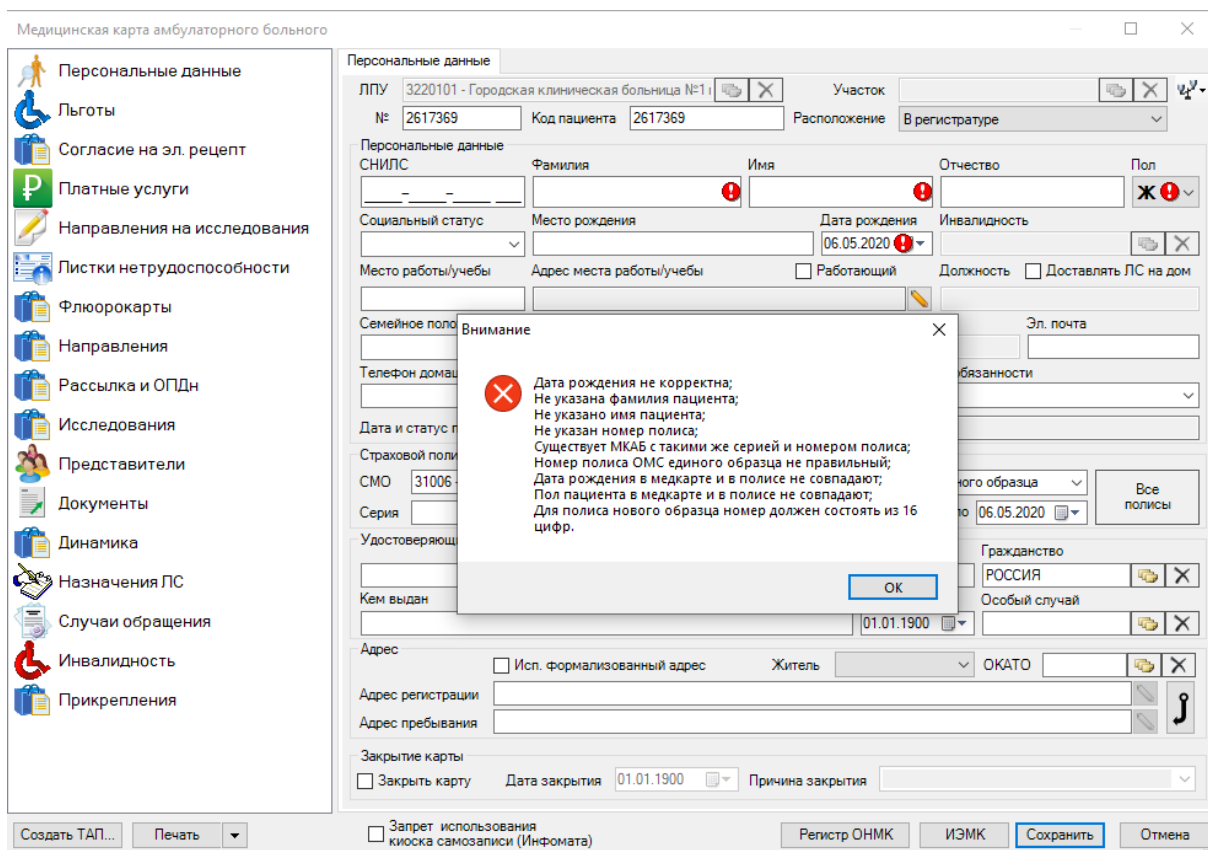 Медицинская карта амбулаторного больного
Персональные данные
Льготы
Согласие на эл. рецепт
Платные услуги
Направления на исследования
Листки нетрудоспособности
Флюорокарты
Направления
Рассылка и ОПДн
Исследования
Представители
Документы
Динамика
Назначения ЛС
Случаи обращения
Инвалидность
Прикрепления
Персональные данные
ЛПУ 3220101 - Городская клиническая больница №1 Участок
№ 2617369 Код пациента 2617369 Расположение В регистратуре
Персональные данные
СНИЛС Фамилия Имя Отчество Пол
Ж
Социальный статус Место рождения Дата рождения Инвалидность
06.05.2020
Место работы/учебы Адрес места работы/учебы Работающий Должность Доставлять ЛС на дом
Семейное поло Эл. почта
Телефон домаш обязанности
Дата и статус п
Страховой поли
СМО 31006 - ного образца Все полисы
Серия по 06.05.2020
Удостоверяющ Гражданство
РОССИЯ
Кем выдан Особый случай
01.01.1900
Внимание
Дата рождения не корректна;
Не указана фамилия пациента;
Не указано имя пациента;
Не указан номер полиса;
Существует МКАБ с такими же серией и номером полиса;
Номер полиса ОМС единого образца не правильный;
Дата рождения в медкарте и в полисе не совпадают;
Пол пациента в медкарте и в полисе не совпадают;
Для полиса нового образца номер должен состоять из 16
цифр.
ОК
Адрес
Исп. формализованный адрес Житель ОКАТО
Адрес регистрации
Адрес пребывания
Закрытие карты
Закрыть карту Дата закрытия 01.01.1900 Причина закрытия
Создать ТАП... Печать
Запрет использования
киоска самозаписи (Инфомата)
Регистр ОНМК ИЭМК Сохранить Отмена